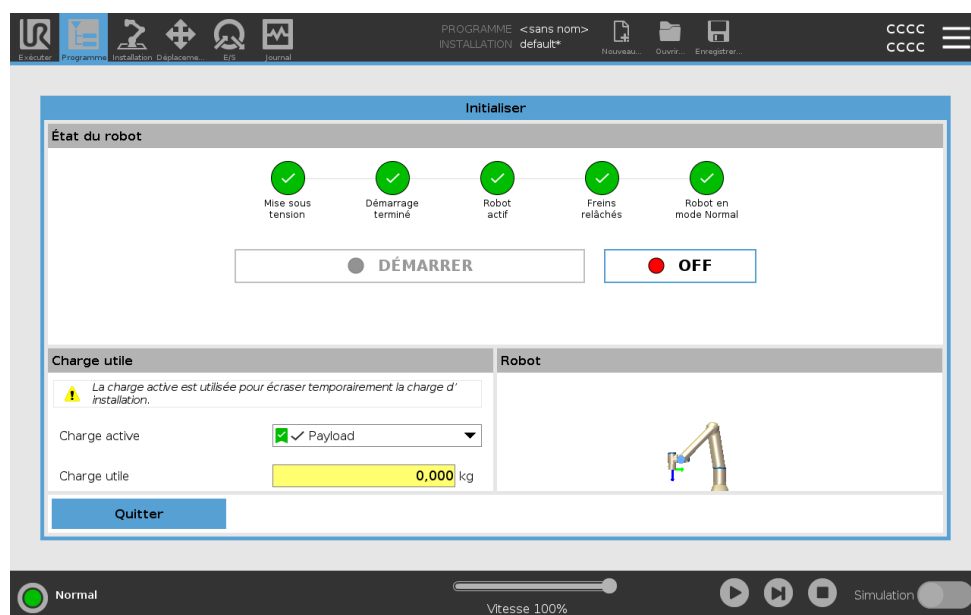 UR
Exécuter
Programme
Installation
Déplaceme...
E/S
Journal
PROGRAMME <sans nom>
INSTALLATION default*
Nouveau...
Ouvrir...
Enregistrer...
cccc
cccc
Initialiser
État du robot
Mise sous
tension
Démarrage
terminé
Robot
actif
Freins
relâchés
Robot en
mode Normal
DÉMARRER
OFF
Charge utile
Robot
La charge active est utilisée pour écraser temporairement la charge d'
installation.
Charge active
Payload
Charge utile
0,000 kg
Quitter
Normal
Vitesse 100%
Simulation